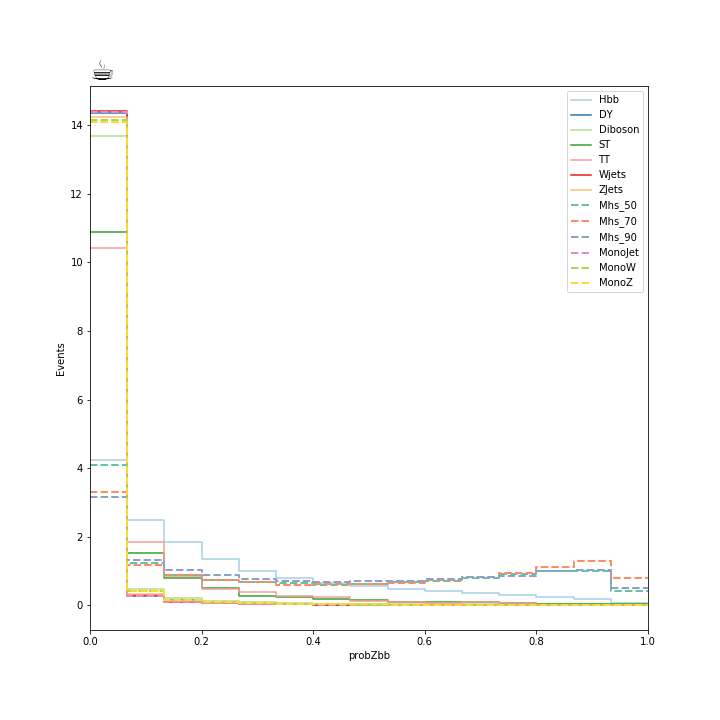 Hbb
DY
Diboson
ST
TT
Wjets
ZJets
Mhs_50
Mhs_70
Mhs_90
MonoJet
MonoW
MonoZ
14
12
10
8
6
4
2
0
Events
0.0 0.2 0.4 0.6 0.8 1.0
probZbb